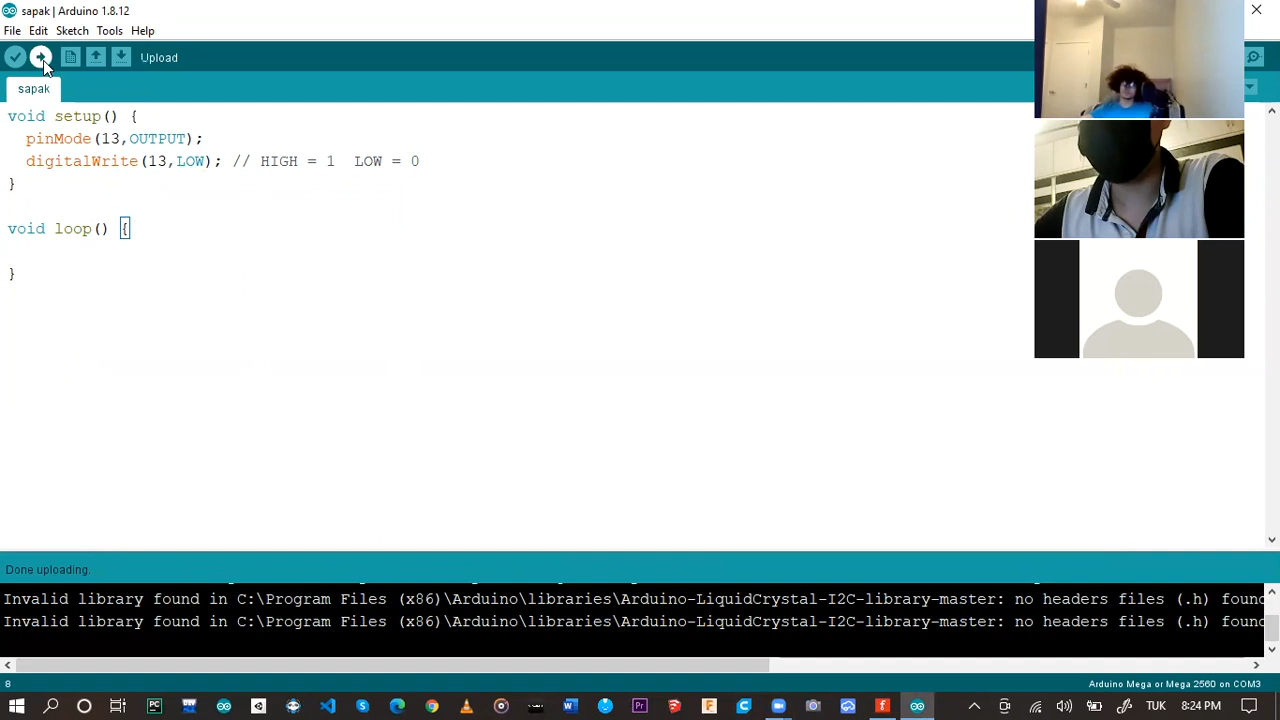 sapak | Arduino 1.8.12
File Edit Sketch Tools Help
Upload
sapak
void setup() {
pinMode(13,OUTPUT);
digitalWrite(13,LOW); // HIGH = 1 LOW = 0
}
void loop() {
}
Done uploading.
Invalid library found in C:\Program Files (x86)\Arduino\libraries\Arduino-LiquidCrystal-I2C-library-master: no headers files (.h) found
Invalid library found in C:\Program Files (x86)\Arduino\libraries\Arduino-LiquidCrystal-I2C-library-master: no headers files (.h) found
8
Arduino Mega or Mega 2560 on COM3
TUK 8:24 PM